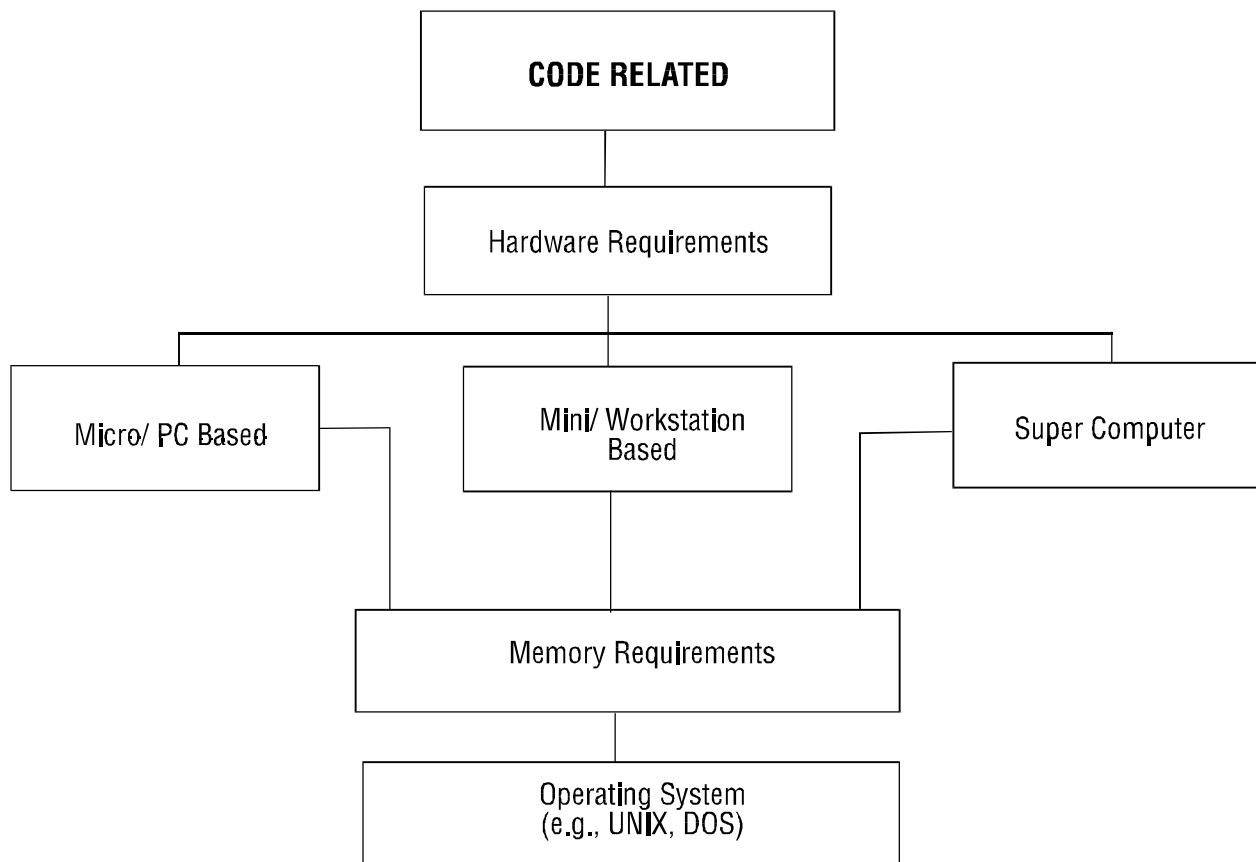 CODE RELATED
Hardware Requirements
Micro/ PC Based
Mini/ Workstation
Based
Super Computer
Memory Requirements
Operating System
(e.g., UNIX, DOS)